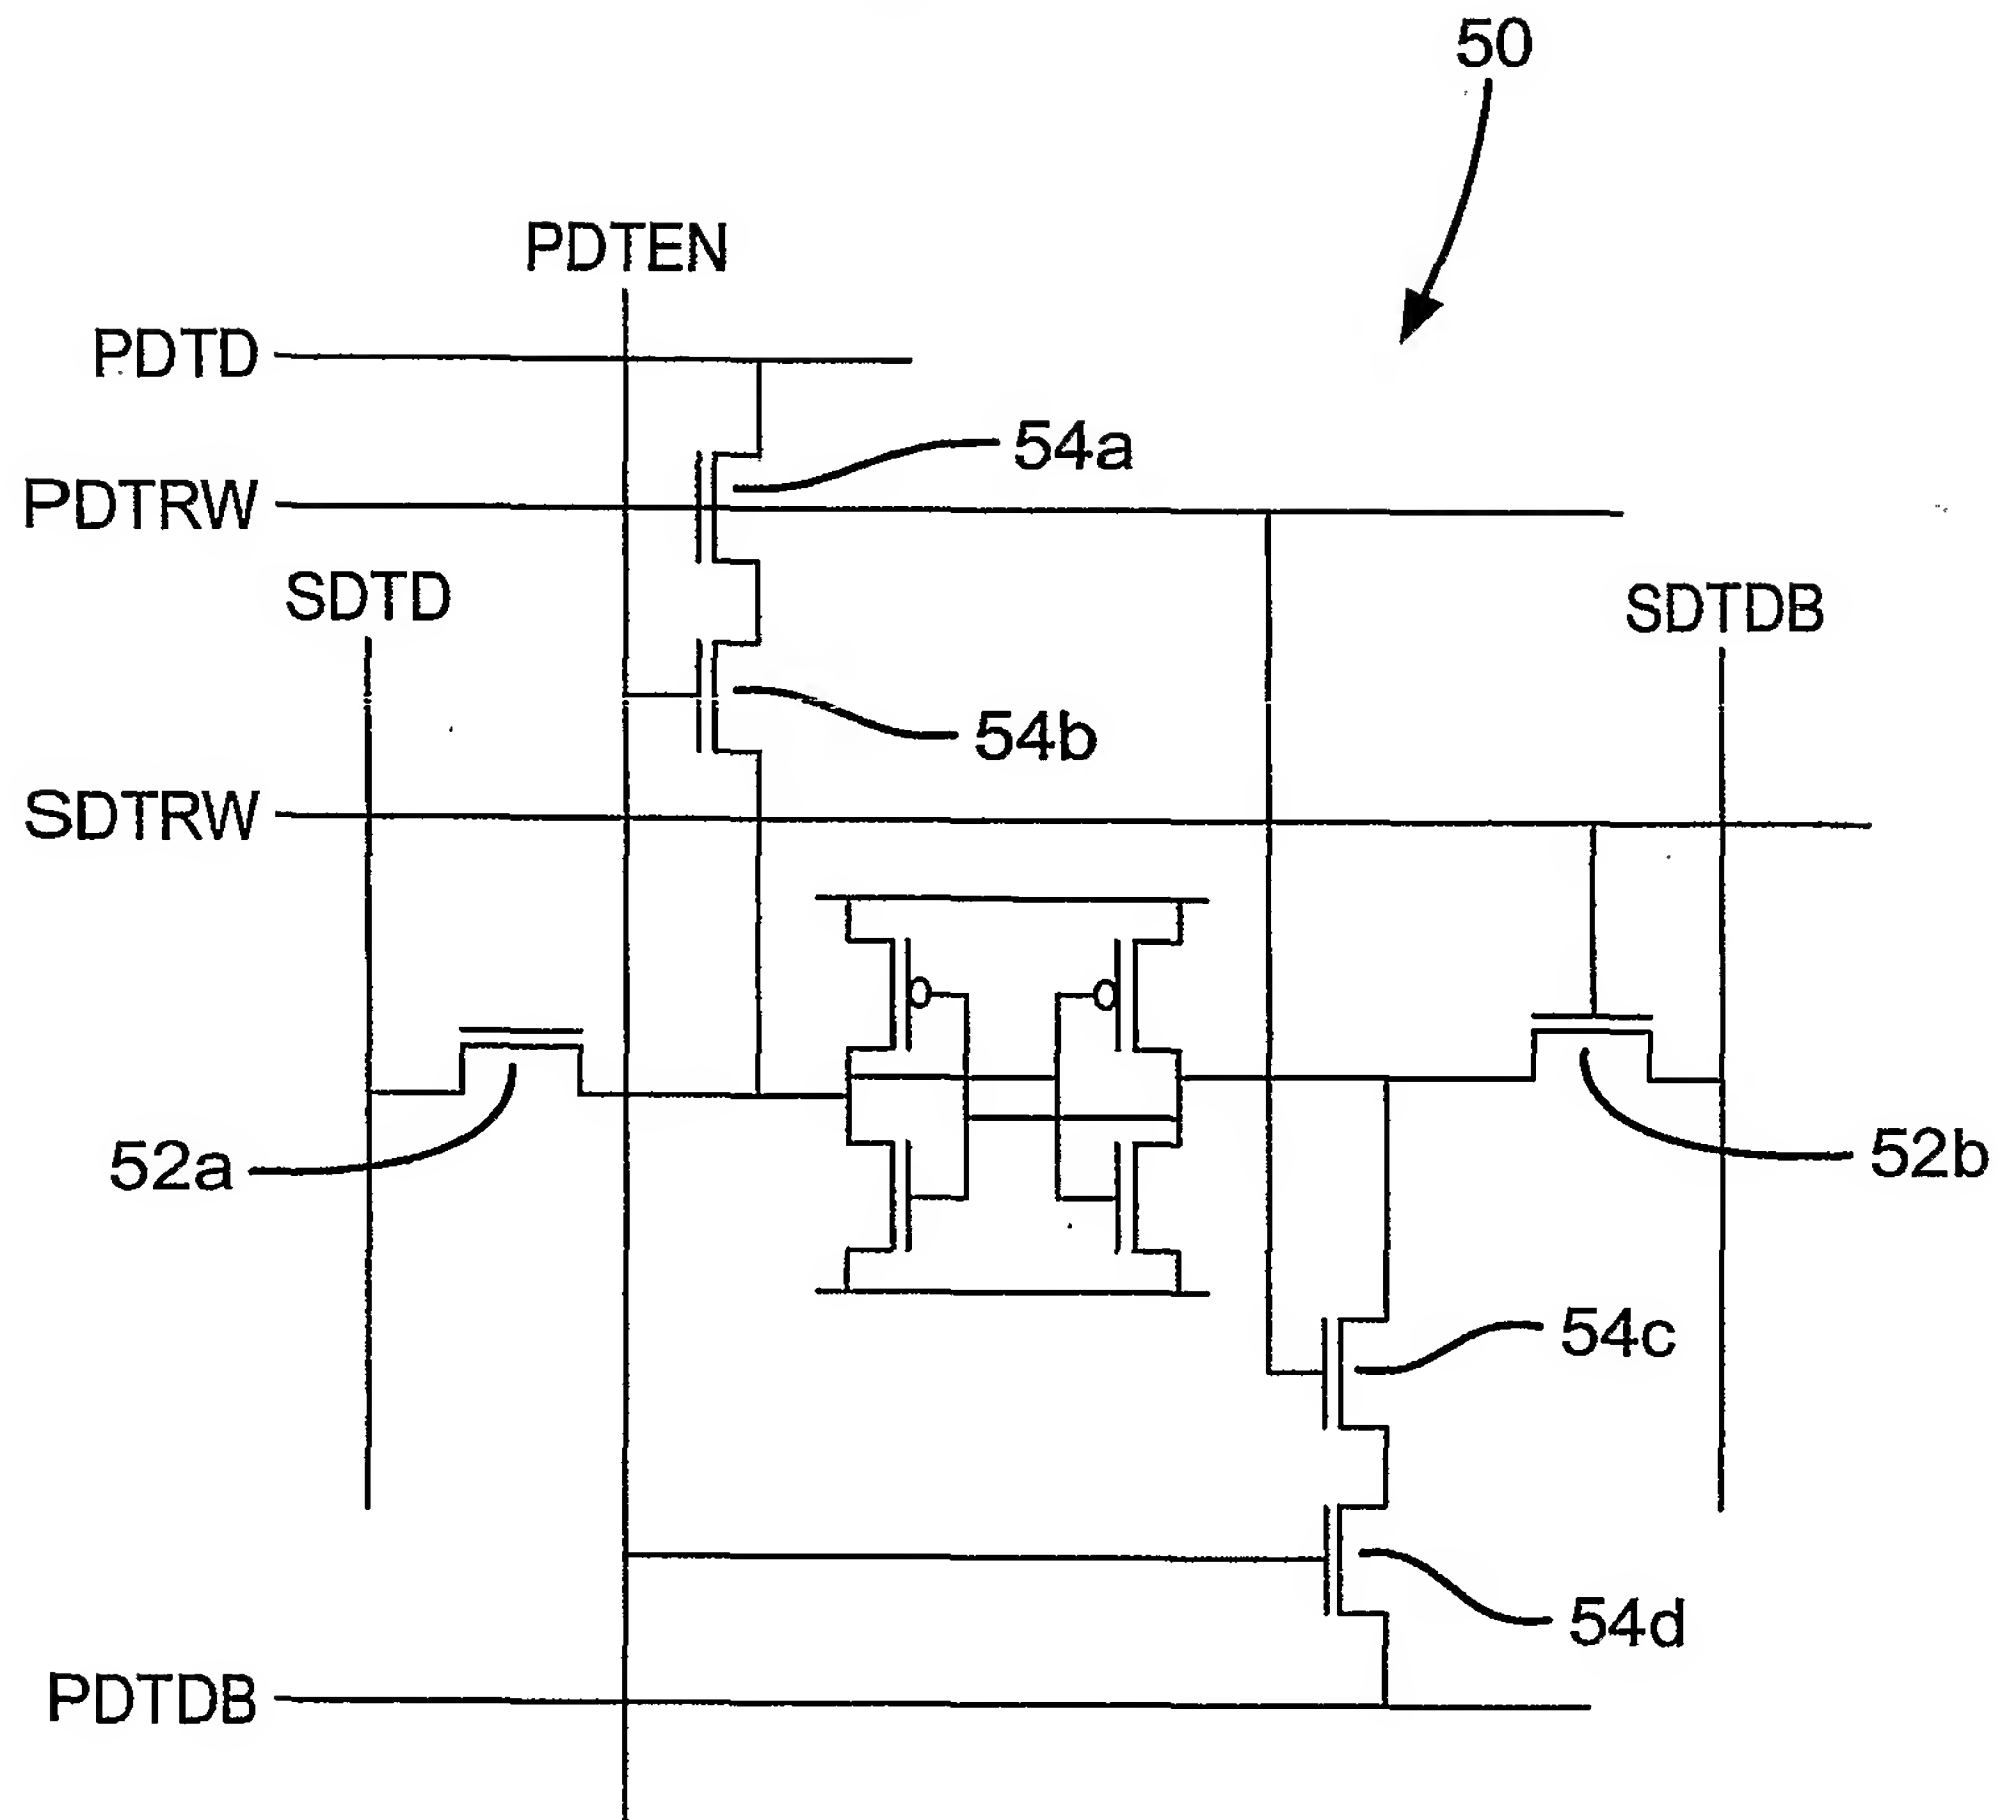 50
PDTEN
PDTD
54a
PDTRW
SDTD
SDTDB
54b
SDTRW
52a
52b
54c
54d
PDTDB